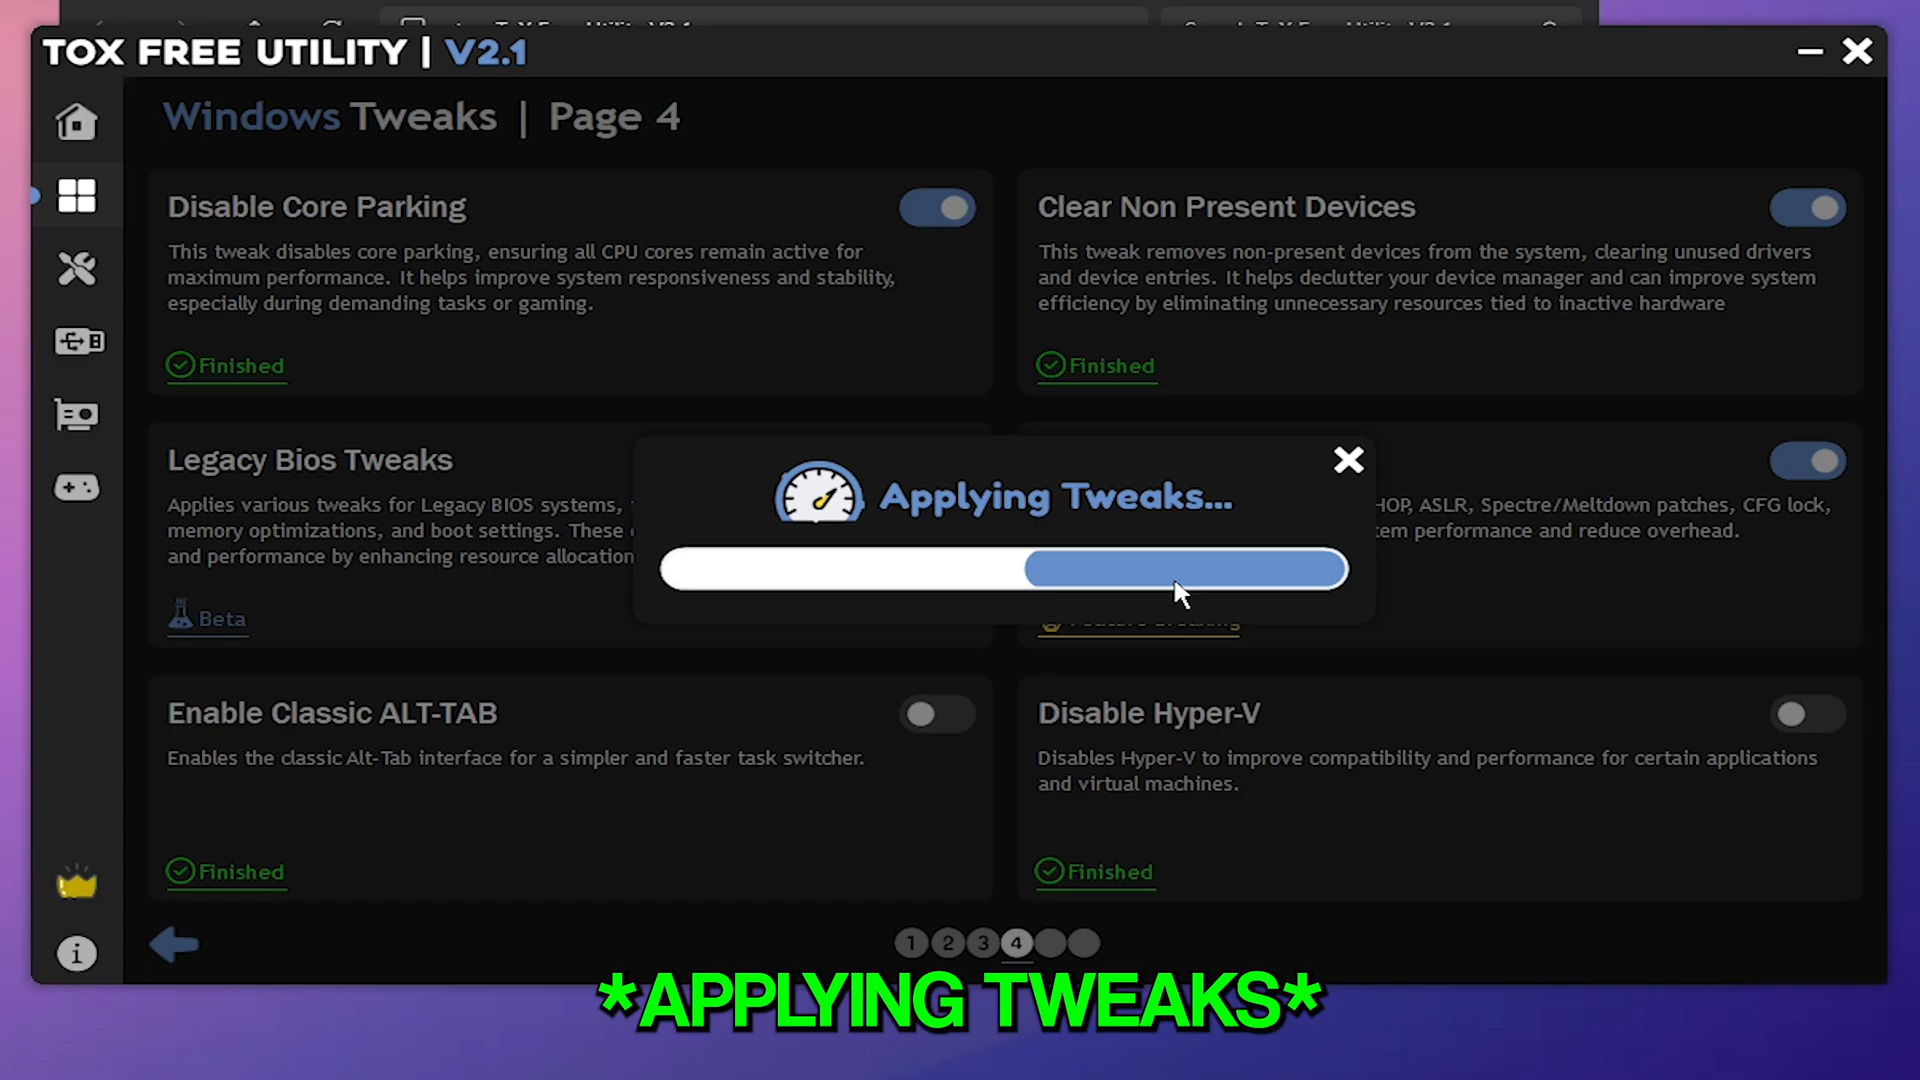 TOX FREE UTILITY | V2.1
Windows Tweaks | Page 4
Disable Core Parking
This tweak disables core parking, ensuring all CPU cores remain active for
maximum performance. It helps improve system responsiveness and stability,
especially during demanding tasks or gaming.
Finished
Clear Non Present Devices
This tweak removes non-present devices from the system, clearing unused drivers
and device entries. It helps declutter your device manager and can improve system
efficiency by eliminating unnecessary resources tied to inactive hardware
Finished
Legacy Bios Tweaks
Applies various tweaks for Legacy BIOS systems,
memory optimizations, and boot settings. These
and performance by enhancing resource allocation
Beta
Applying Tweaks...
HOP, ASLR, Spectre/Meltdown patches, CFG lock,
tem performance and reduce overhead.
Enable Classic ALT-TAB
Enables the classic Alt-Tab interface for a simpler and faster task switcher.
Finished
Disable Hyper-V
Disables Hyper-V to improve compatibility and performance for certain applications
and virtual machines.
Finished
1 2 3 4
*APPLYING TWEAKS*